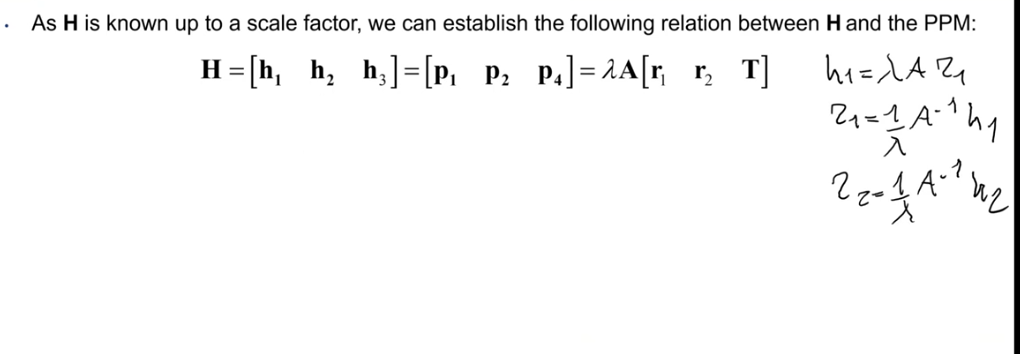 · As H is known up to a scale factor, we can establish the following relation between H and the PPM:
H = [h₁ h₂ h₃] = [p₁ p₂ p₄] = λA[r₁ r₂ T]
h1 = λ A r1
r1 = 1/λ A⁻¹ h1
r2 = 1/λ A⁻¹ h2